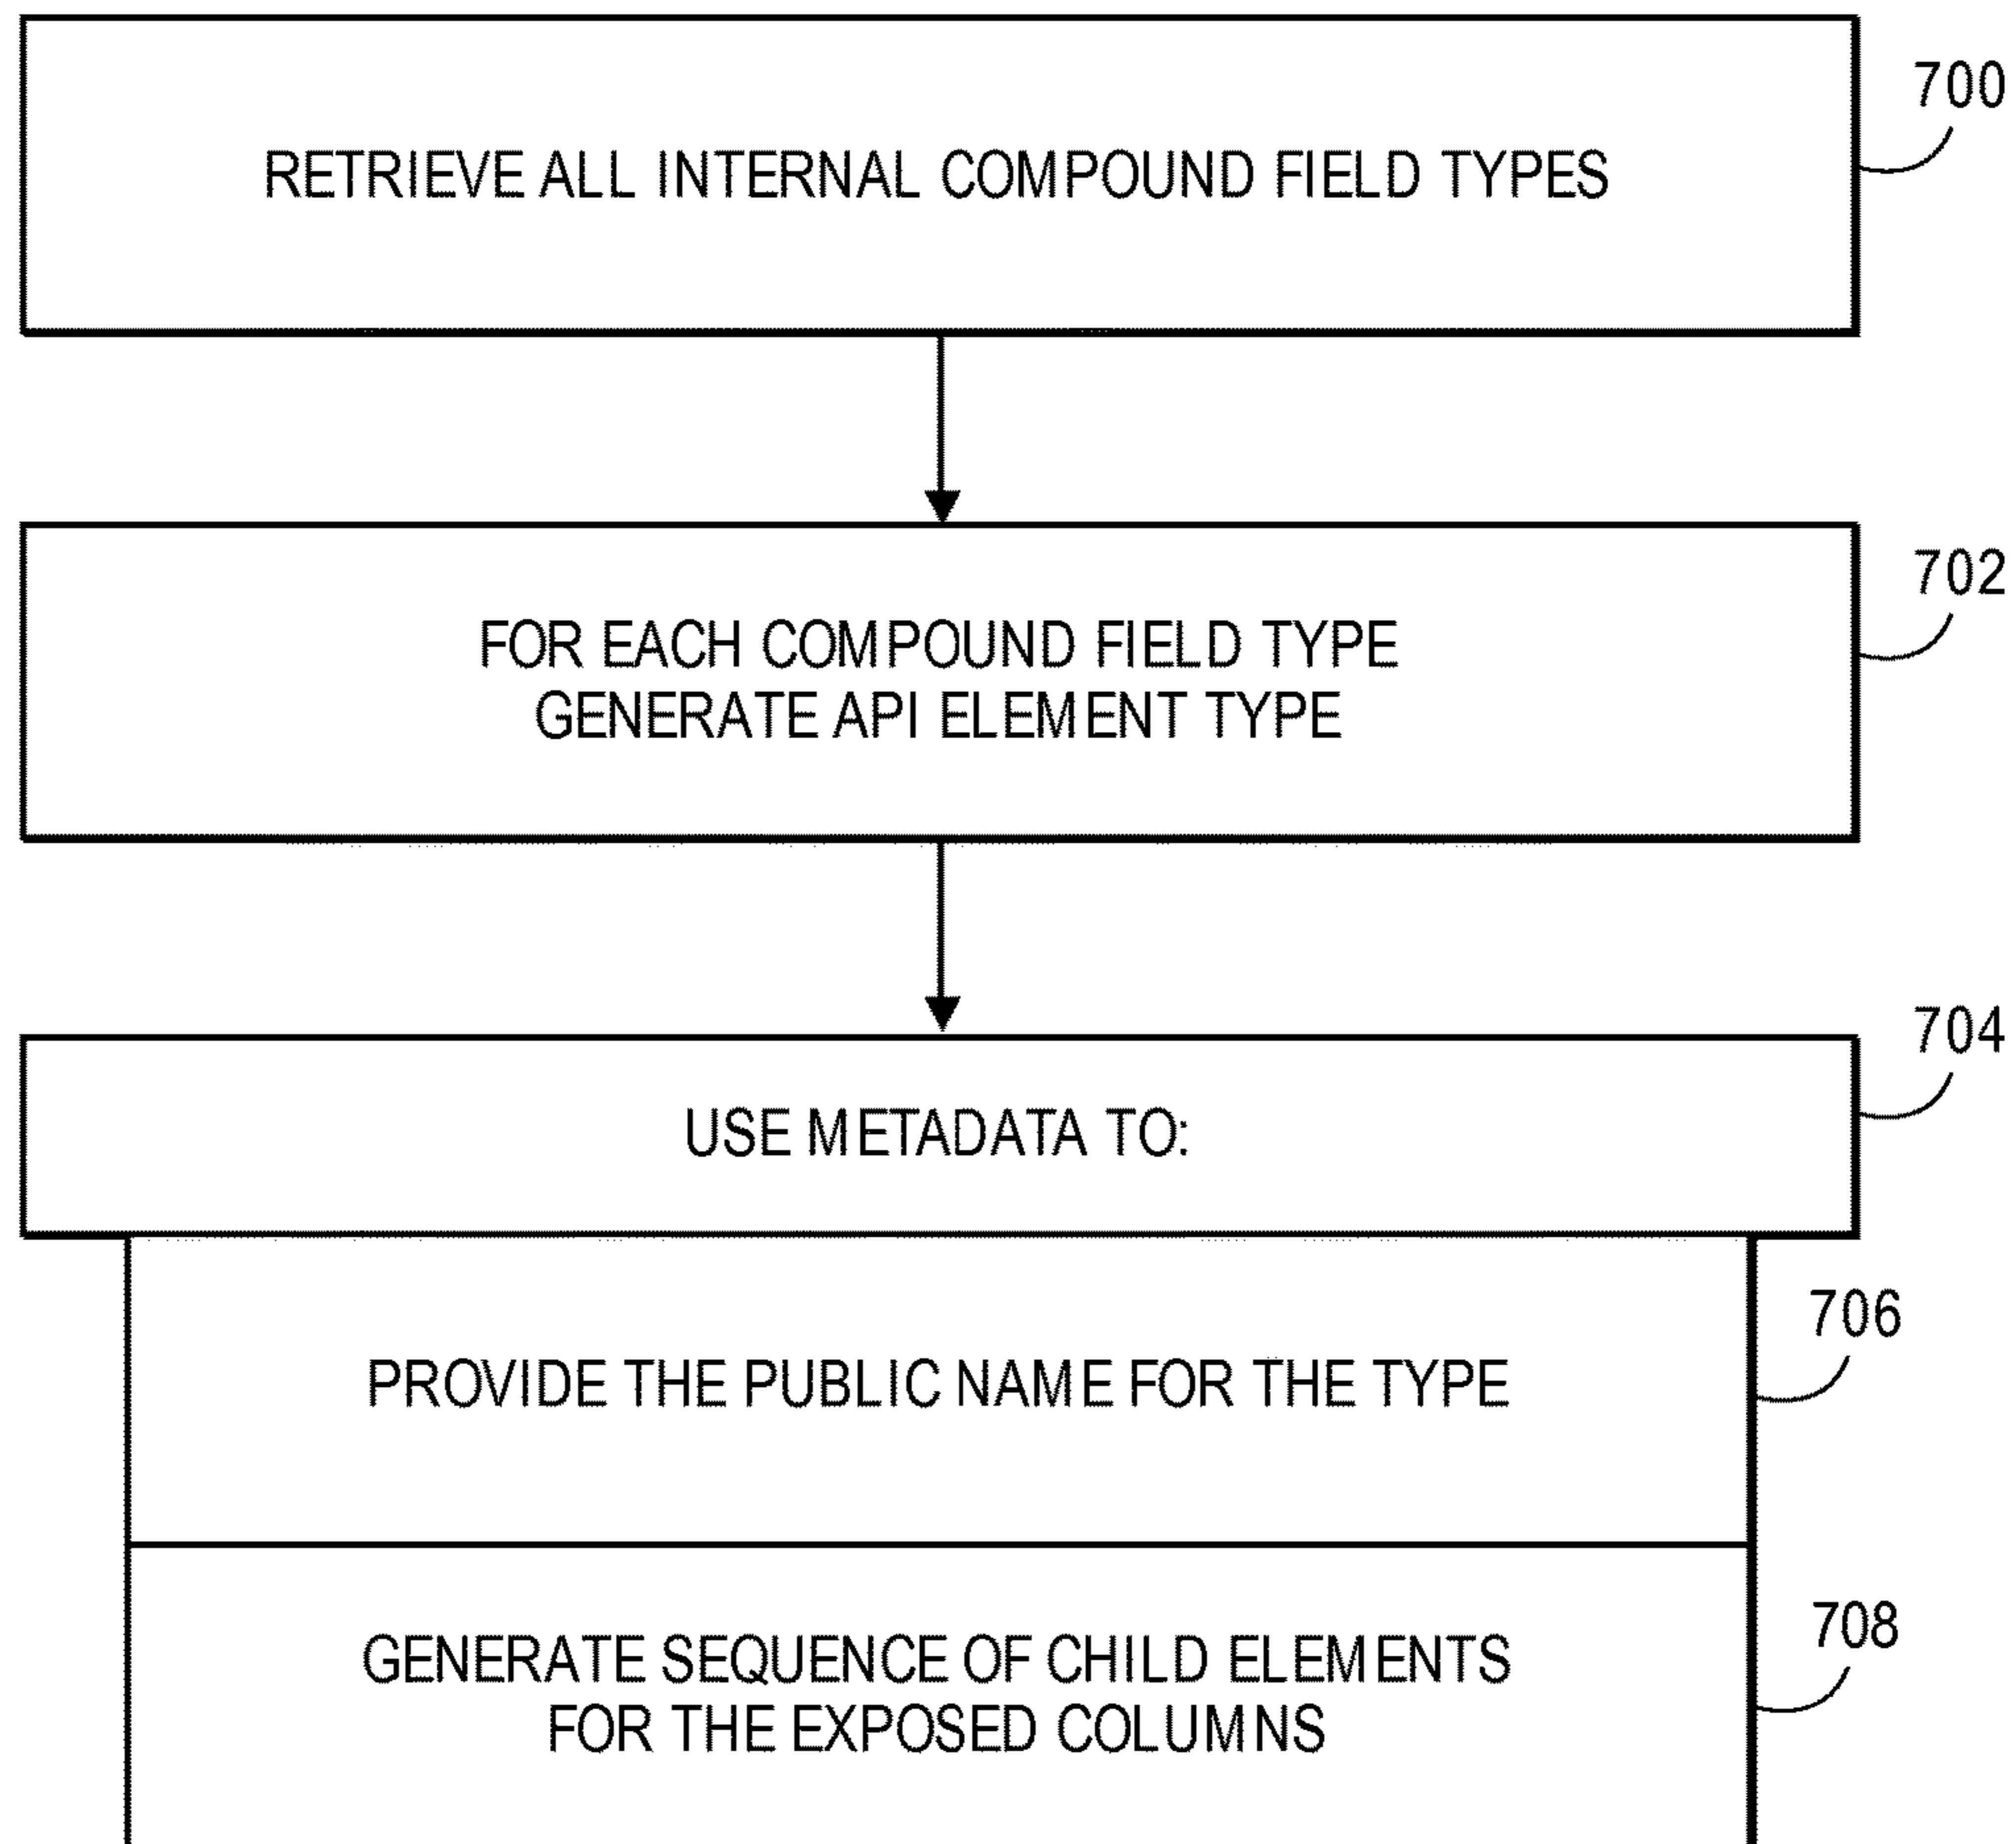 700
RETRIEVE ALL INTERNAL COMPOUND FIELD TYPES
702
FOR EACH COMPOUND FIELD TYPE
GENERATE API ELEMENT TYPE
704
USE METADATA TO:
706
PROVIDE THE PUBLIC NAME FOR THE TYPE
708
GENERATE SEQUENCE OF CHILD ELEMENTS
FOR THE EXPOSED COLUMNS